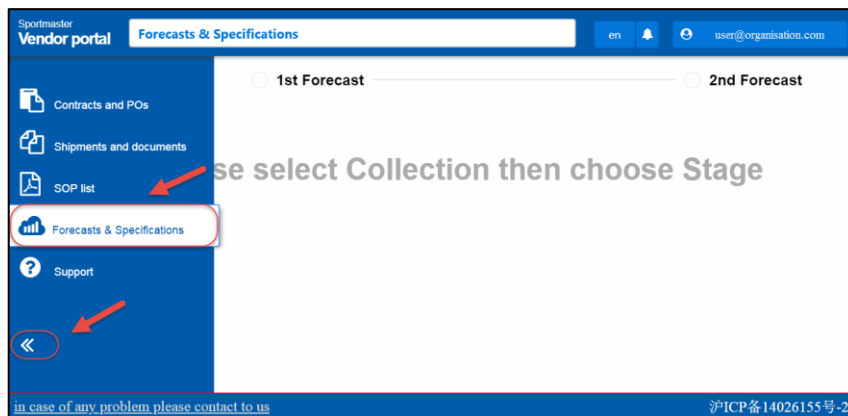 Sportmaster
Vendor portal
Forecasts & Specifications
en
user@organisation.com
1st Forecast
2nd Forecast
Contracts and POs
Shipments and documents
se select Collection then choose Stage
SOP list
Forecasts & Specifications
Support
in case of any problem please contact to us
沪ICP备14026155号-2